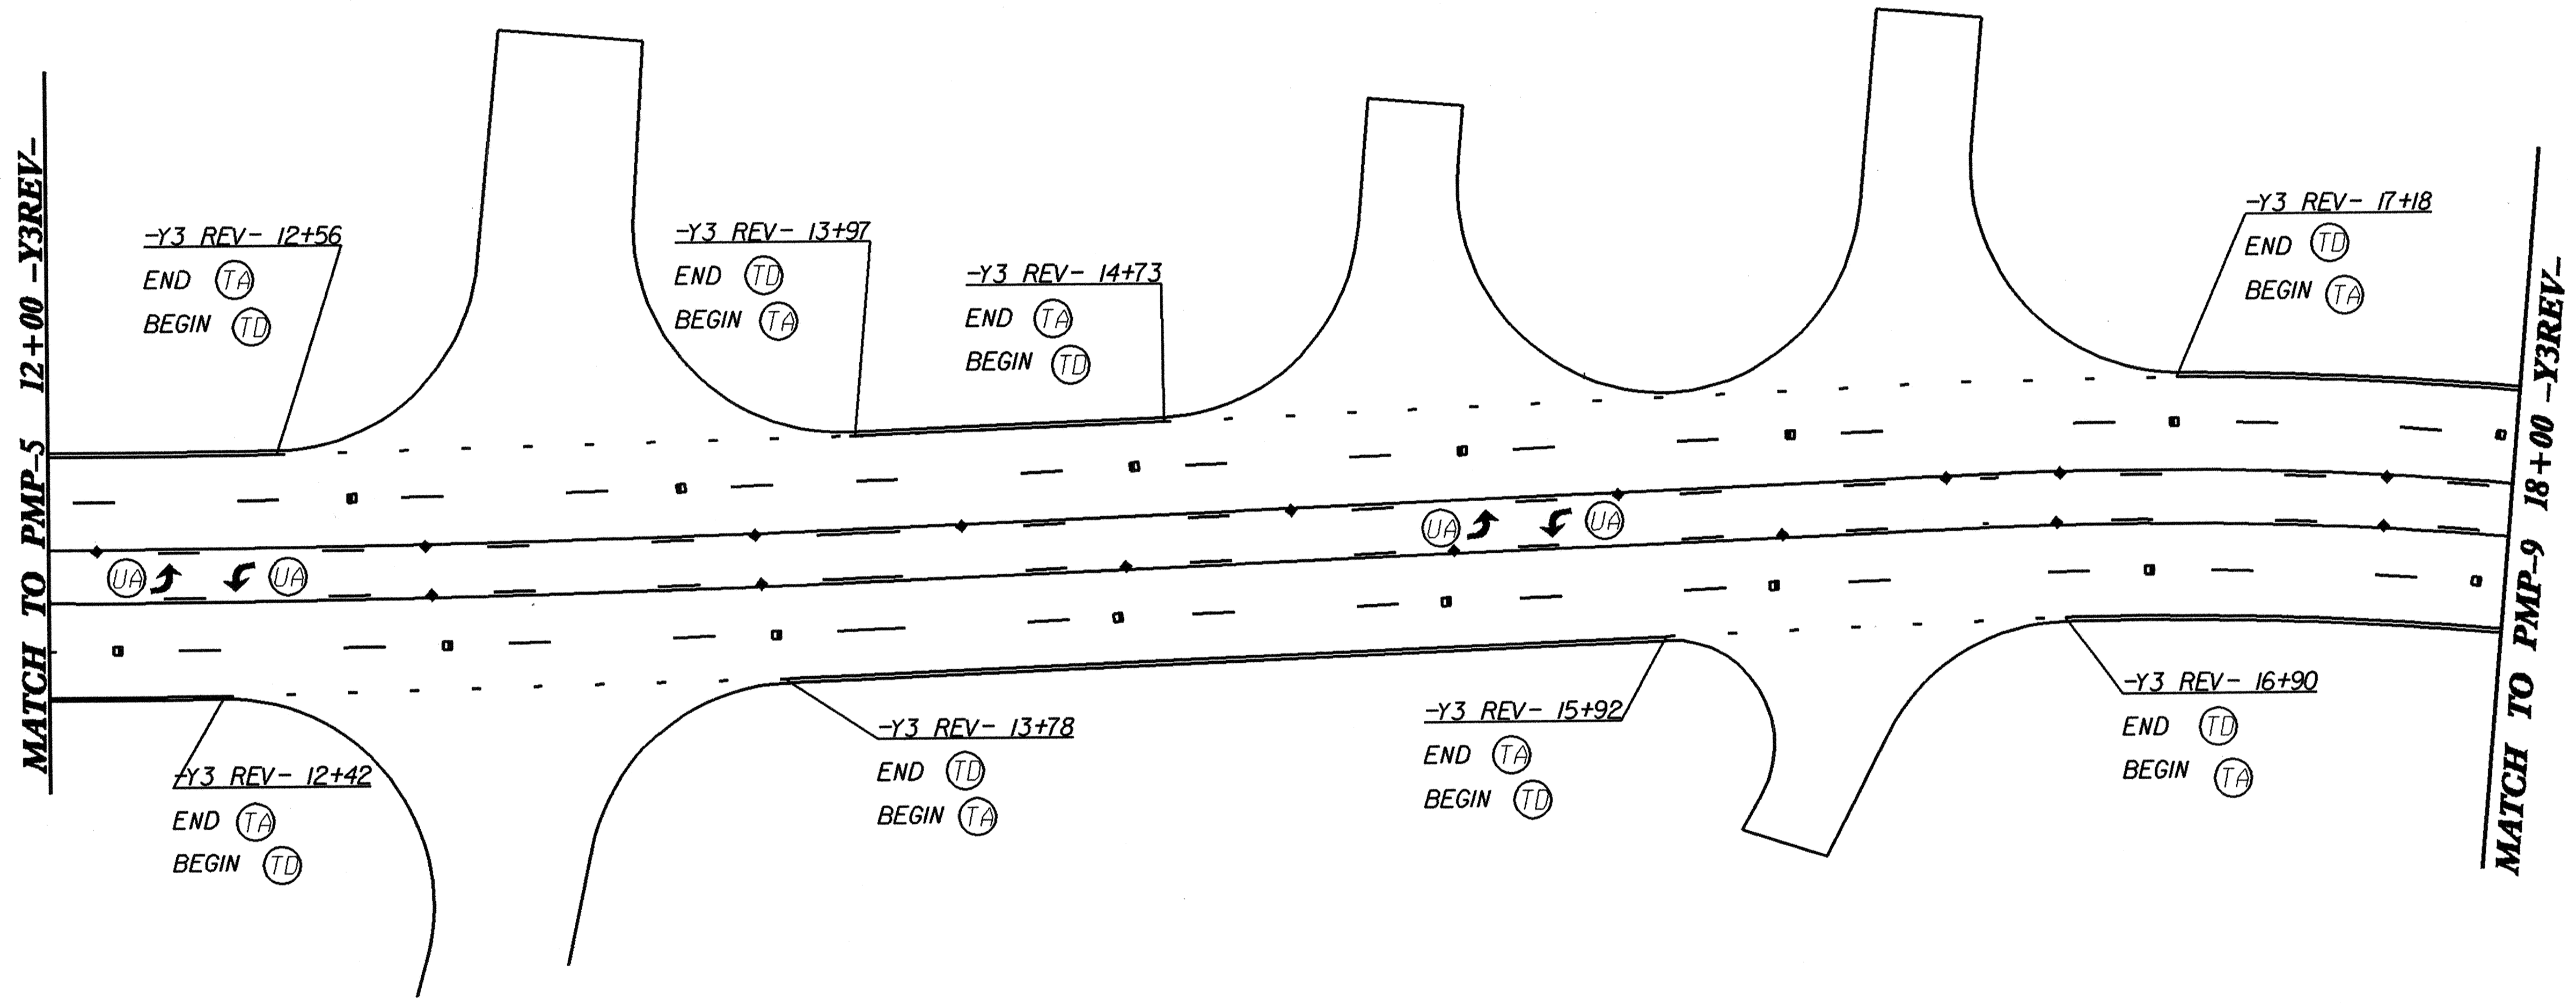 MATCH TO PMP-5 12+00 -Y3REV-
-Y3 REV- 12+56
END TA
BEGIN TD
-Y3 REV- 13+97
END TD
BEGIN TA
-Y3 REV- 14+73
END TA
BEGIN TD
-Y3 REV- 17+18
END TD
BEGIN TA
UA
UA
UA
UA
-Y3 REV- 12+42
END TA
BEGIN TD
-Y3 REV- 13+78
END TD
BEGIN TA
-Y3 REV- 15+92
END TA
BEGIN TD
-Y3 REV- 16+90
END TD
BEGIN TA
MATCH TO PMP-9 18+00 -Y3REV-